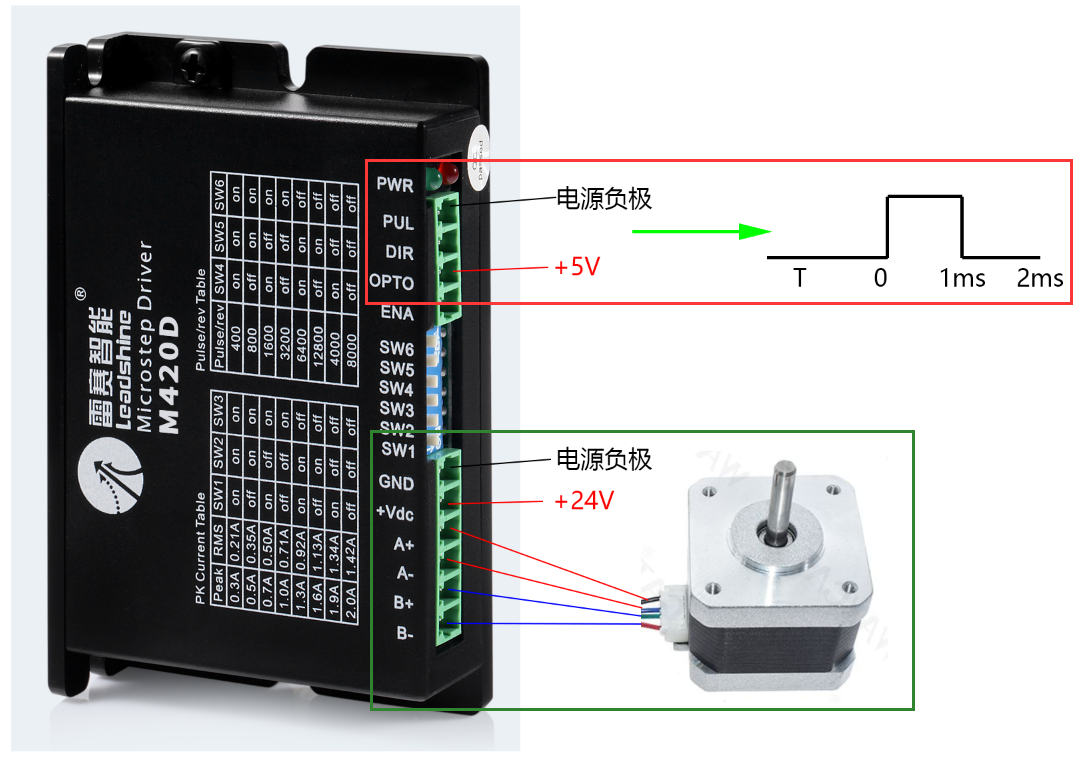 雷赛智能®
Leadshine
Microstep Driver
M420D
Pulse/rev Table
Pulse/rev SW4 SW5 SW6
400 on on on
800 off on on
1600 on off on
3200 off off on
6400 on on off
12800 off on off
4000 on off off
8000 off off off
PK Current Table
Peak RMS SW1 SW2 SW3
0.3A 0.21A on on on
0.5A 0.35A off on on
0.7A 0.50A on off on
1.0A 0.71A off off on
1.3A 0.92A on on off
1.6A 1.13A off on off
1.9A 1.34A on off off
2.0A 1.42A off off off
PWR
PUL
DIR
OPTO
ENA
SW6
SW5
SW4
SW3
SW2
SW1
GND
+Vdc
A+
A-
B+
B-
电源负极
+5V
T 0 1ms 2ms
电源负极
+24V